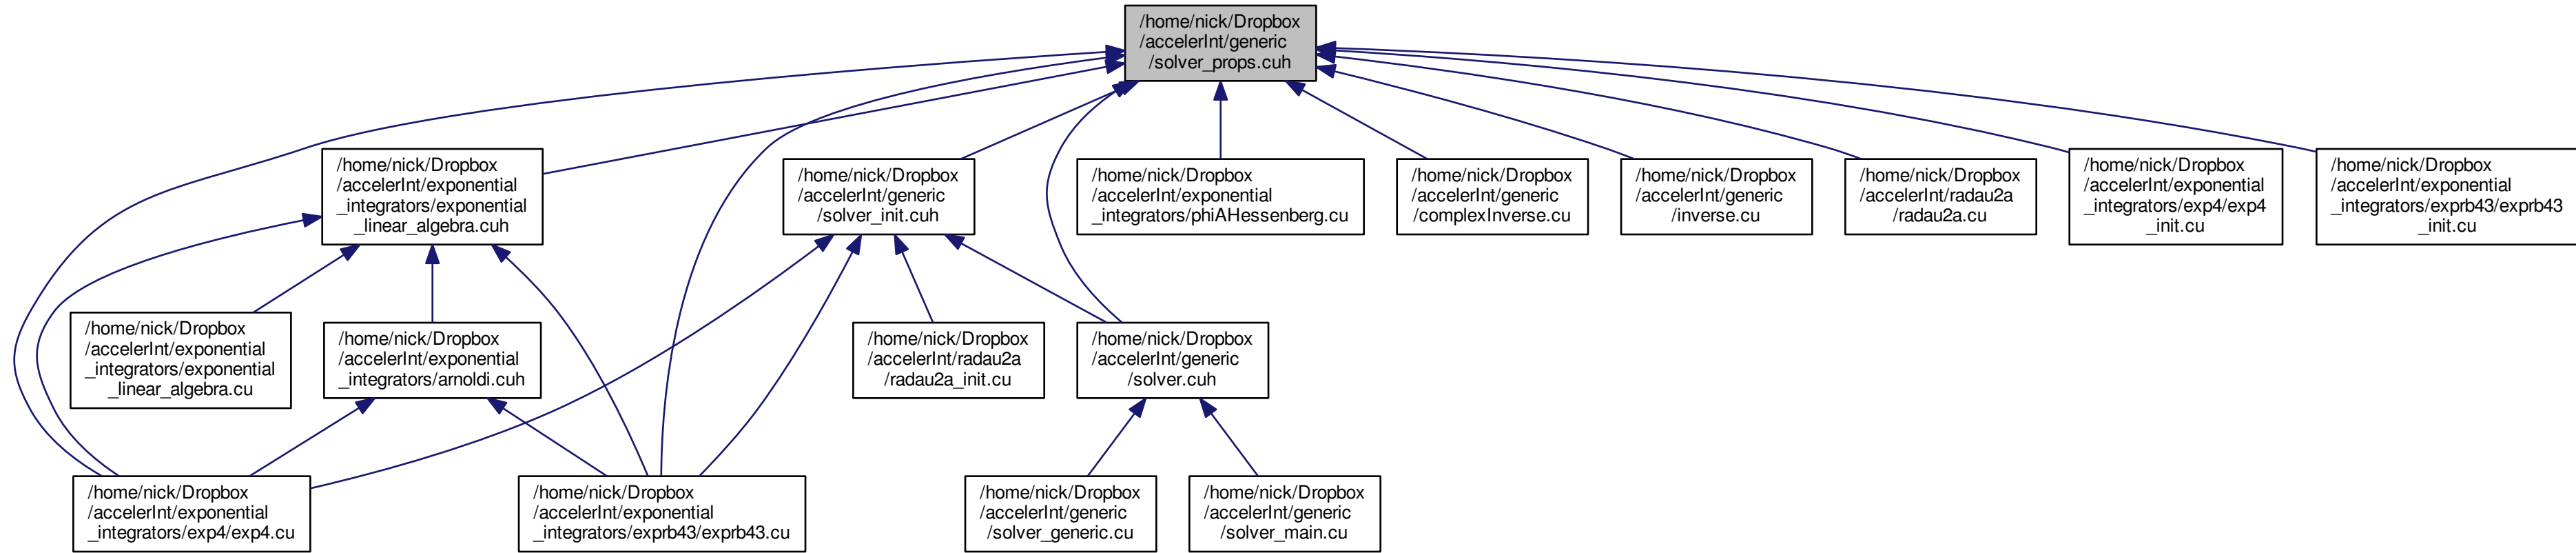 /home/nick/Dropbox
/accelerInt/generic
/solver_props.cuh
/home/nick/Dropbox
/accelerInt/exponential
_integrators/exponential
_linear_algebra.cuh
/home/nick/Dropbox
/accelerInt/generic
/solver_init.cuh
/home/nick/Dropbox
/accelerInt/exponential
_integrators/phiAHessenberg.cu
/home/nick/Dropbox
/accelerInt/generic
/complexInverse.cu
/home/nick/Dropbox
/accelerInt/generic
/inverse.cu
/home/nick/Dropbox
/accelerInt/radau2a
/radau2a.cu
/home/nick/Dropbox
/accelerInt/exponential
_integrators/exp4/exp4
_init.cu
/home/nick/Dropbox
/accelerInt/exponential
_integrators/exprb43/exprb43
_init.cu
/home/nick/Dropbox
/accelerInt/exponential
_integrators/exponential
_linear_algebra.cu
/home/nick/Dropbox
/accelerInt/exponential
_integrators/arnoldi.cuh
/home/nick/Dropbox
/accelerInt/radau2a
/radau2a_init.cu
/home/nick/Dropbox
/accelerInt/generic
/solver.cuh
/home/nick/Dropbox
/accelerInt/exponential
_integrators/exp4/exp4.cu
/home/nick/Dropbox
/accelerInt/exponential
_integrators/exprb43/exprb43.cu
/home/nick/Dropbox
/accelerInt/generic
/solver_generic.cu
/home/nick/Dropbox
/accelerInt/generic
/solver_main.cu